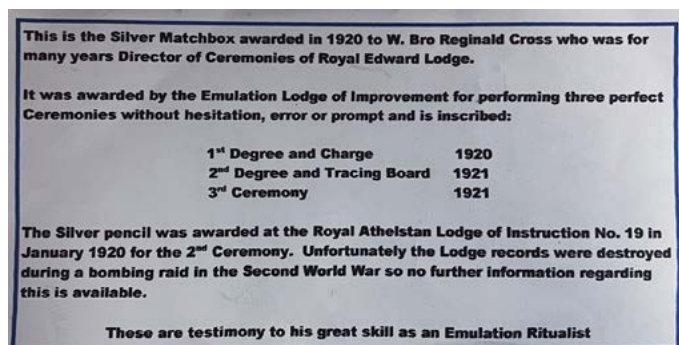 This is the Silver Matchbox awarded in 1920 to W. Bro Reginald Cross who was for
many years Director of Ceremonies of Royal Edward Lodge.
It was awarded by the Emulation Lodge of Improvement for performing three perfect
Ceremonies without hesitation, error or prompt and is inscribed:
1st Degree and Charge 1920
2nd Degree and Tracing Board 1921
3rd Ceremony 1921
The Silver pencil was awarded at the Royal Athelstan Lodge of Instruction No. 19 in
January 1920 for the 2nd Ceremony. Unfortunately the Lodge records were destroyed
during a bombing raid in the Second World War so no further information regarding
this is available.
These are testimony to his great skill as an Emulation Ritualist